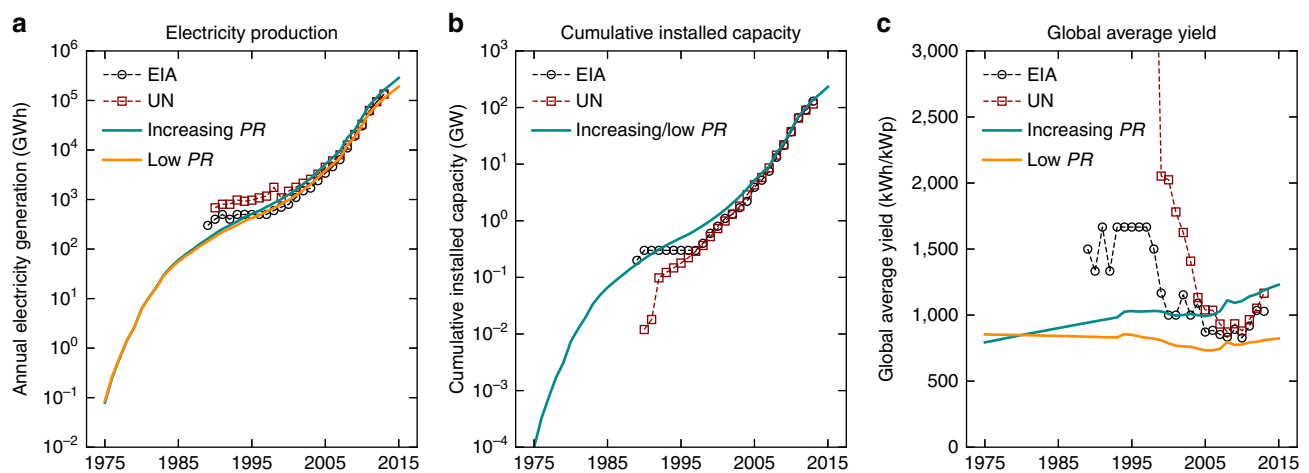 a
Electricity production
Annual electricity generation (GWh)
10^6
10^5
10^4
10^3
10^2
10^1
10^0
10^-1
10^-2
EIA
UN
Increasing PR
Low PR
1975 1985 1995 2005 2015
b
Cumulative installed capacity
Cumulative installed capacity (GW)
10^3
10^2
10^1
10^0
10^-1
10^-2
10^-3
10^-4
EIA
UN
Increasing/low PR
1975 1985 1995 2005 2015
c
Global average yield
Global average yield (kWh/kWp)
3,000
2,500
2,000
1,500
1,000
500
0
EIA
UN
Increasing PR
Low PR
1975 1985 1995 2005 2015